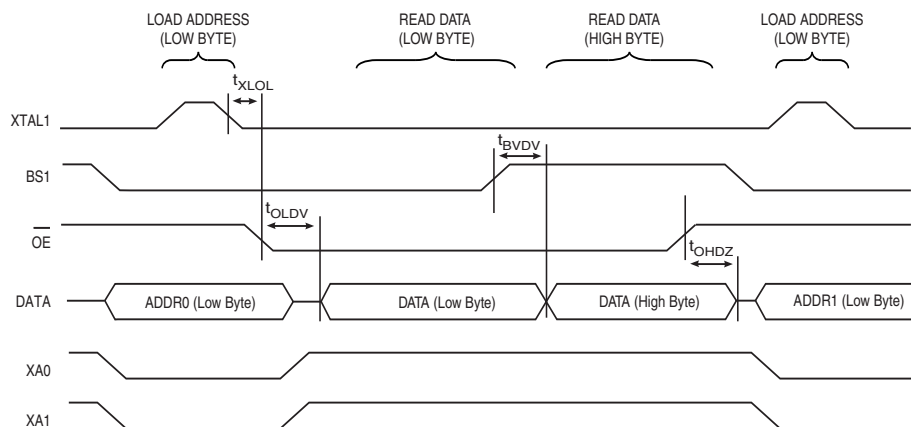 LOAD ADDRESS
(LOW BYTE)
READ DATA
(LOW BYTE)
READ DATA
(HIGH BYTE)
LOAD ADDRESS
(LOW BYTE)
tXLOL
XTAL1
tBVDV
BS1
tOLDV
OE
tOHDZ
DATA
ADDR0 (Low Byte)
DATA (Low Byte)
DATA (High Byte)
ADDR1 (Low Byte)
XA0
XA1